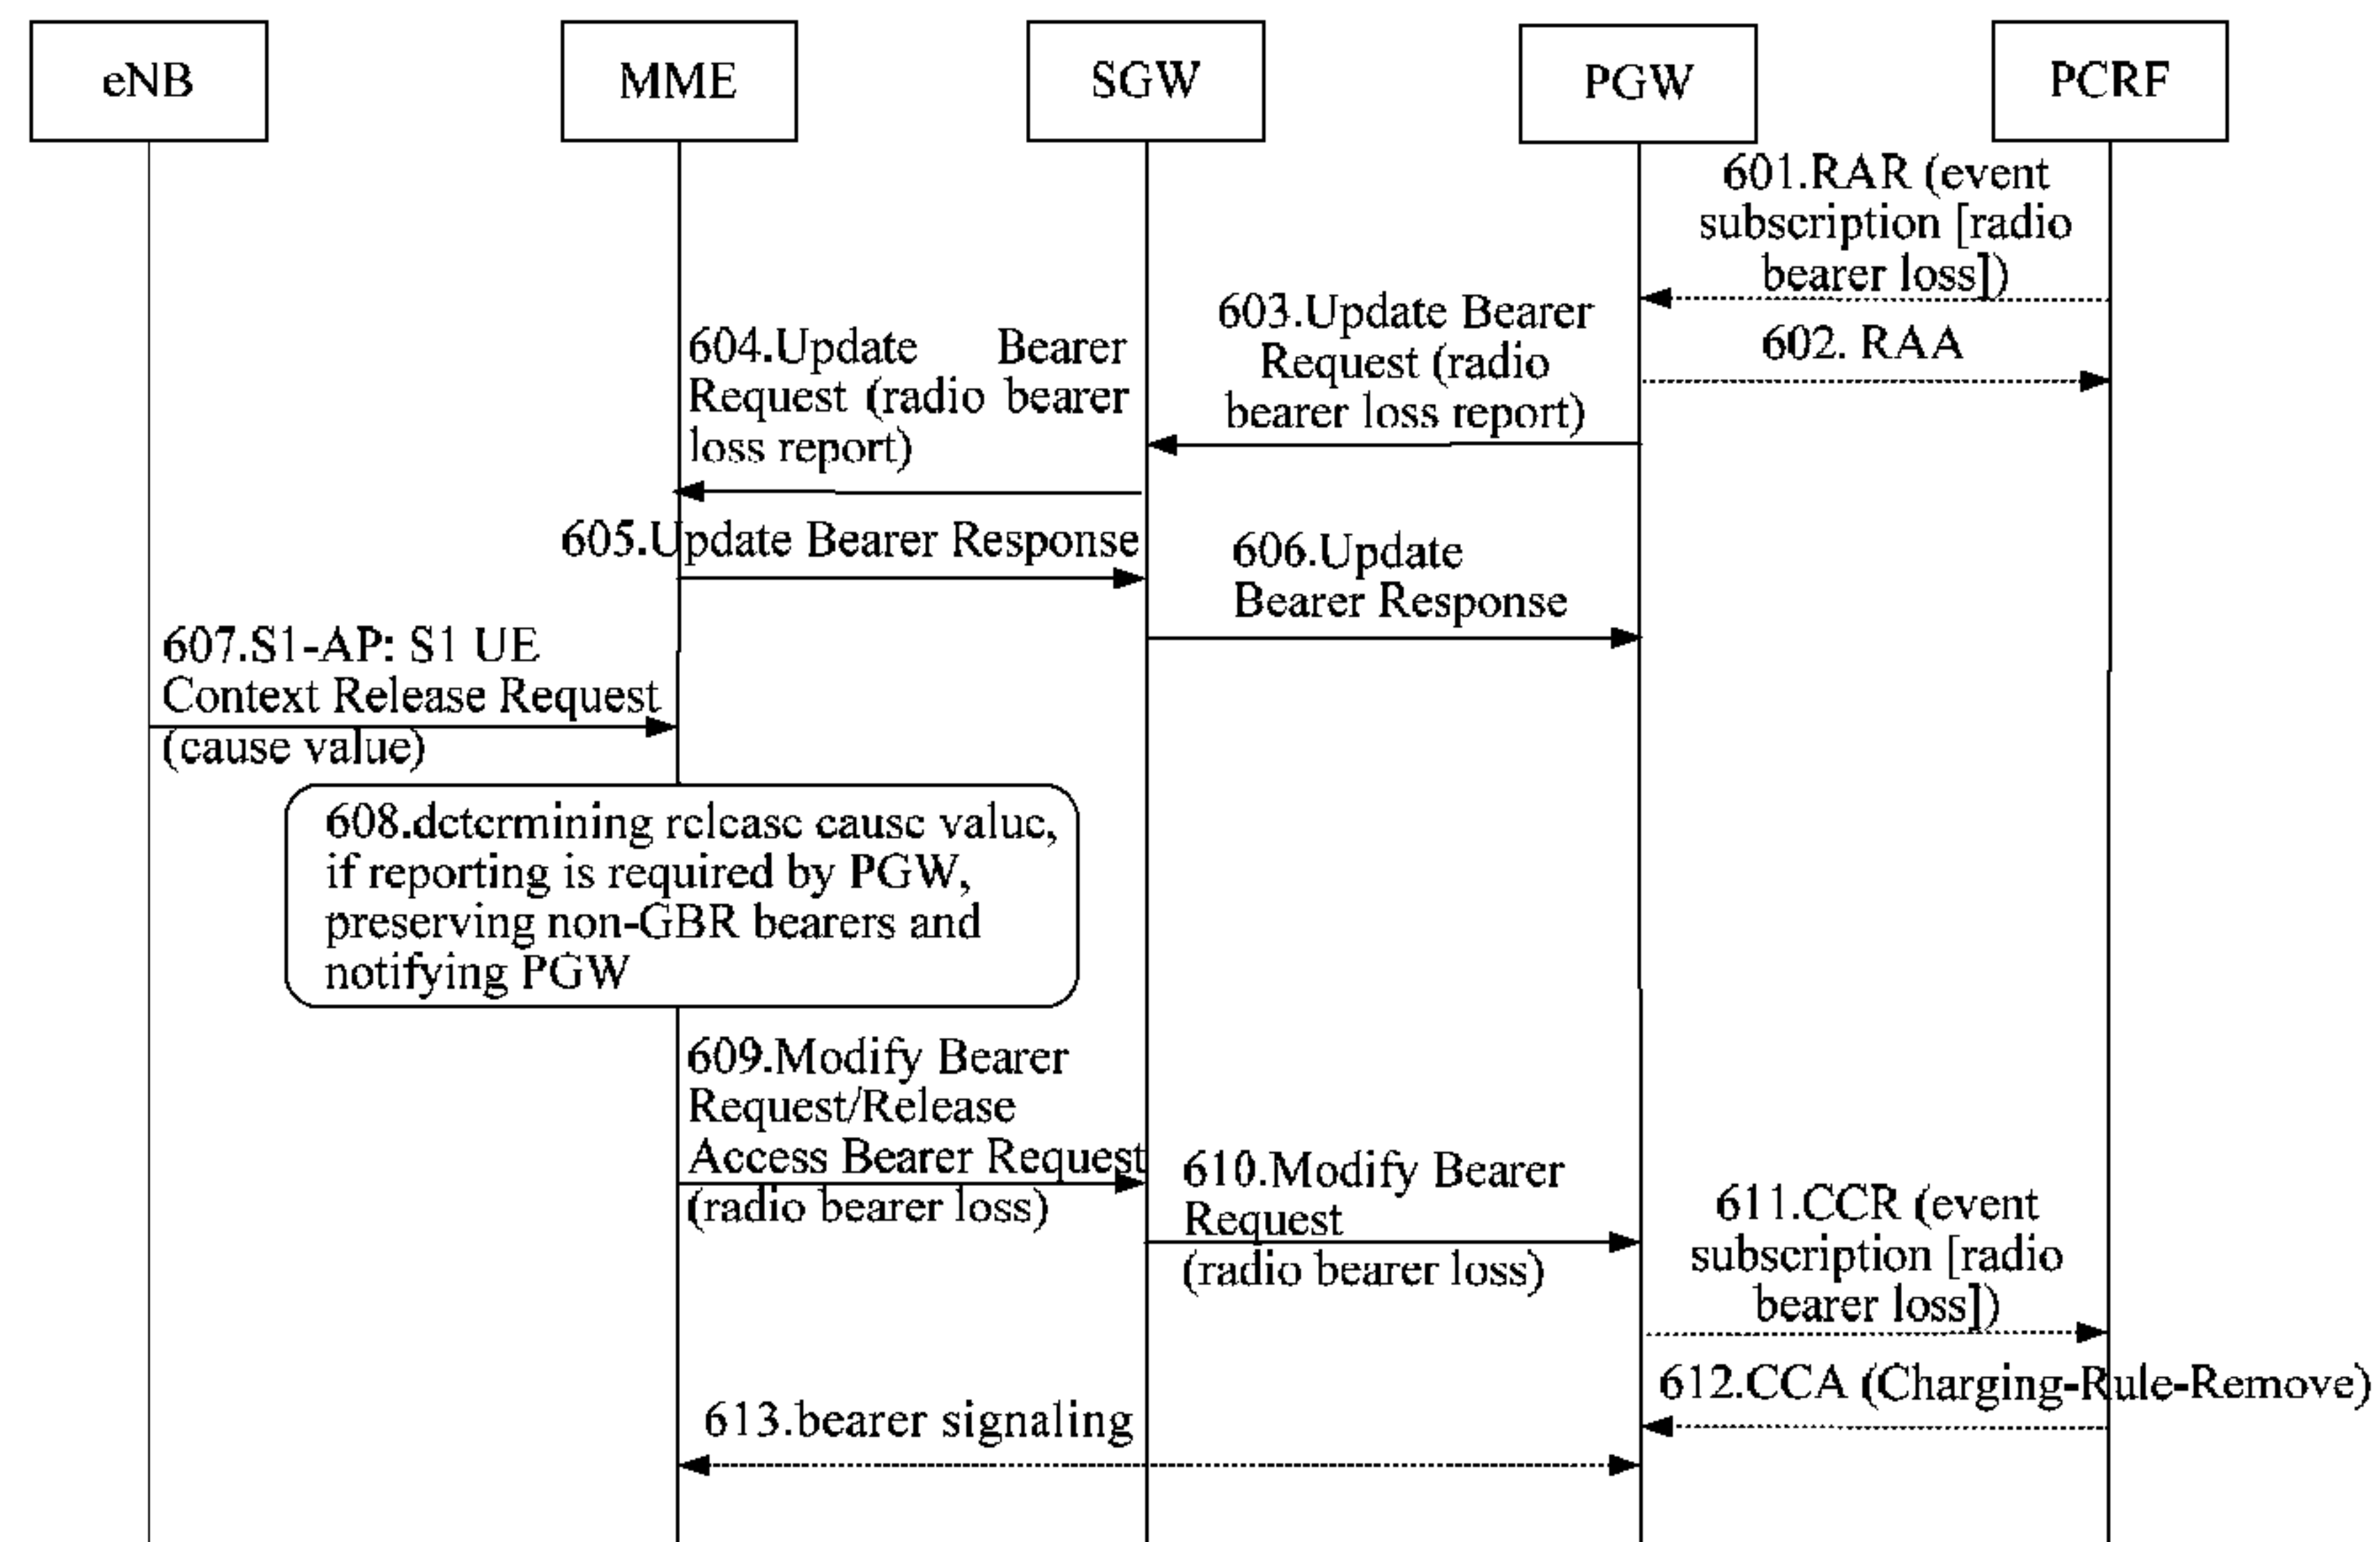 eNB
MME
SGW
PGW
PCRF
601.RAR (event
subscription [radio
bearer loss])
602. RAA
603.Update Bearer
Request (radio
bearer loss report)
604.Update Bearer
Request (radio bearer
loss report)
605.Update Bearer Response
606.Update
Bearer Response
607.S1-AP: S1 UE
Context Release Request
(cause value)
608.determining release cause value,
if reporting is required by PGW,
preserving non-GBR bearers and
notifying PGW
609.Modify Bearer
Request/Release
Access Bearer Request
(radio bearer loss)
610.Modify Bearer
Request
(radio bearer loss)
611.CCR (event
subscription [radio
bearer loss])
612.CCA (Charging-Rule-Remove)
613.bearer signaling